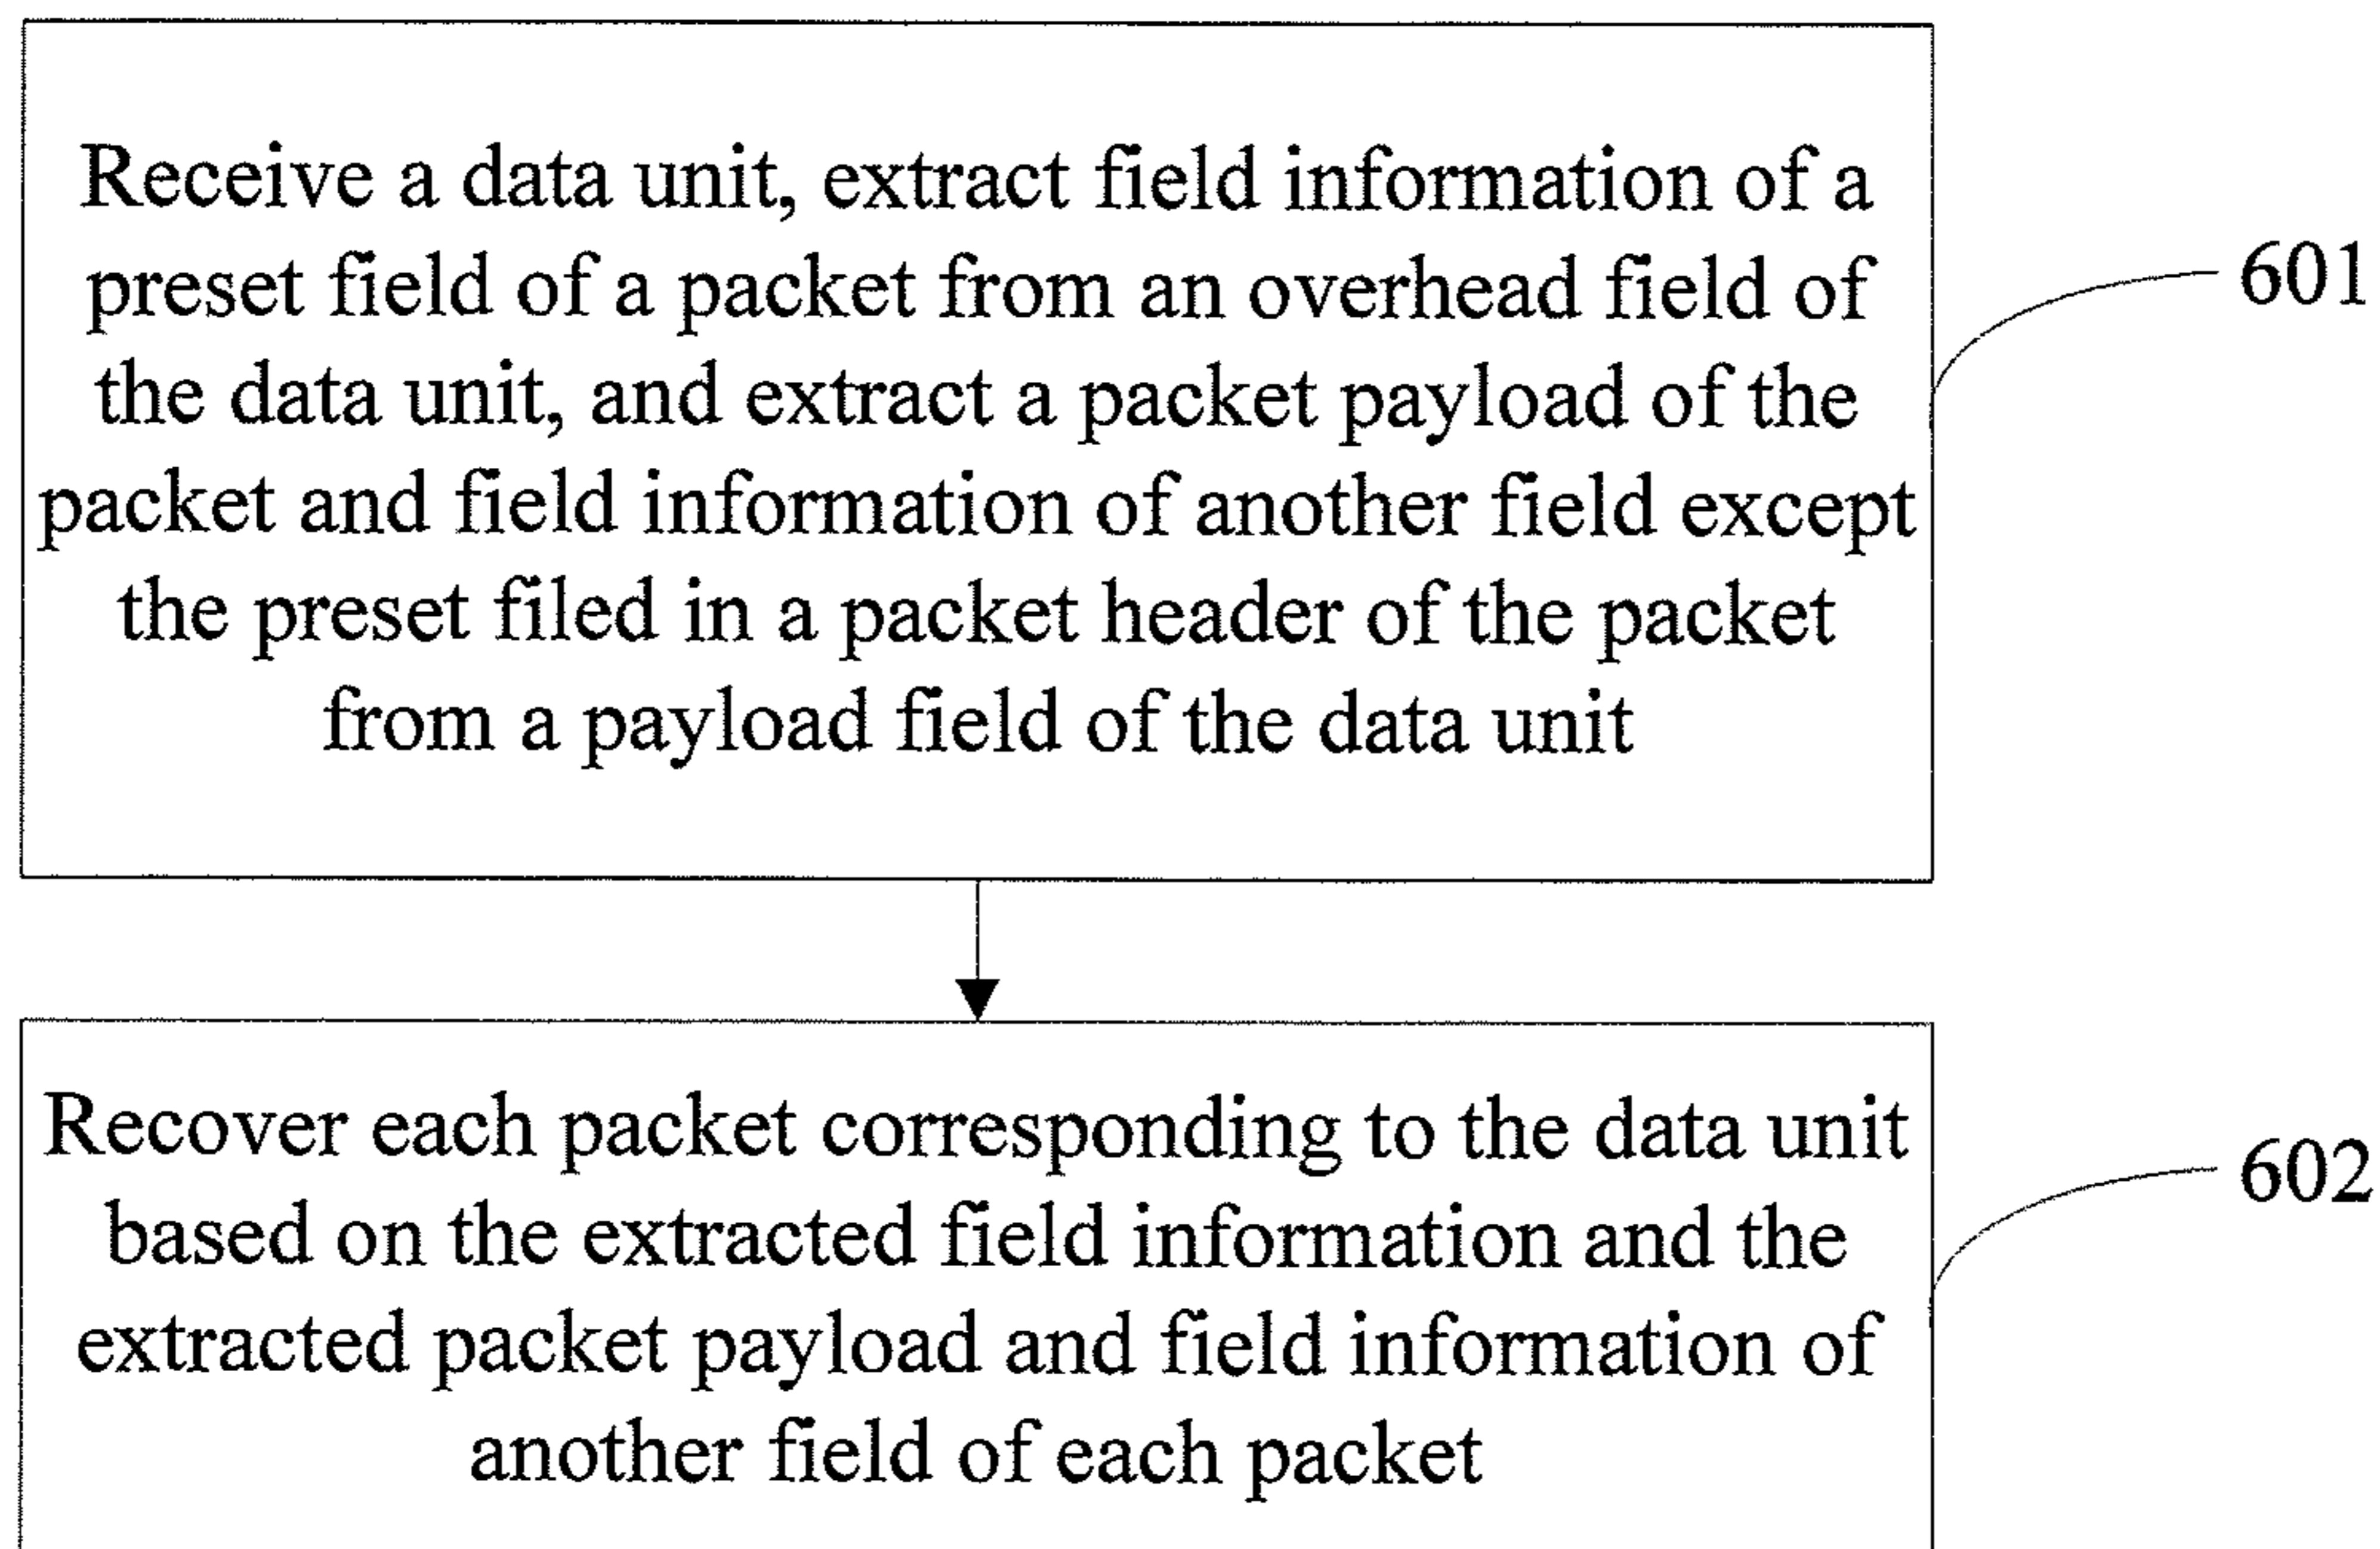 Receive a data unit, extract field information of a
preset field of a packet from an overhead field of
the data unit, and extract a packet payload of the
packet and field information of another field except
the preset filed in a packet header of the packet
from a payload field of the data unit
601
Recover each packet corresponding to the data unit
based on the extracted field information and the
extracted packet payload and field information of
another field of each packet
602